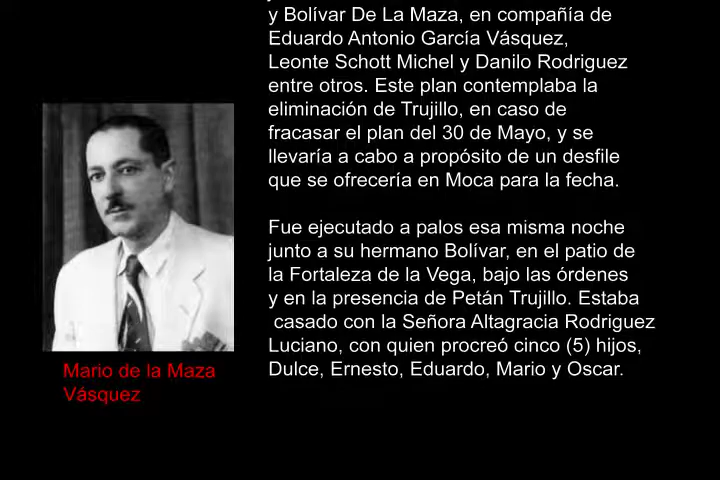 y Bolívar De La Maza, en compañía de
Eduardo Antonio García Vásquez,
Leonte Schott Michel y Danilo Rodriguez
entre otros. Este plan contemplaba la
eliminación de Trujillo, en caso de
fracasar el plan del 30 de Mayo, y se
llevaría a cabo a propósito de un desfile
que se ofrecería en Moca para la fecha.
Fue ejecutado a palos esa misma noche
junto a su hermano Bolívar, en el patio de
la Fortaleza de la Vega, bajo las órdenes
y en la presencia de Petán Trujillo. Estaba
casado con la Señora Altagracia Rodriguez
Luciano, con quien procreó cinco (5) hijos,
Dulce, Ernesto, Eduardo, Mario y Oscar.
Mario de la Maza
Vásquez